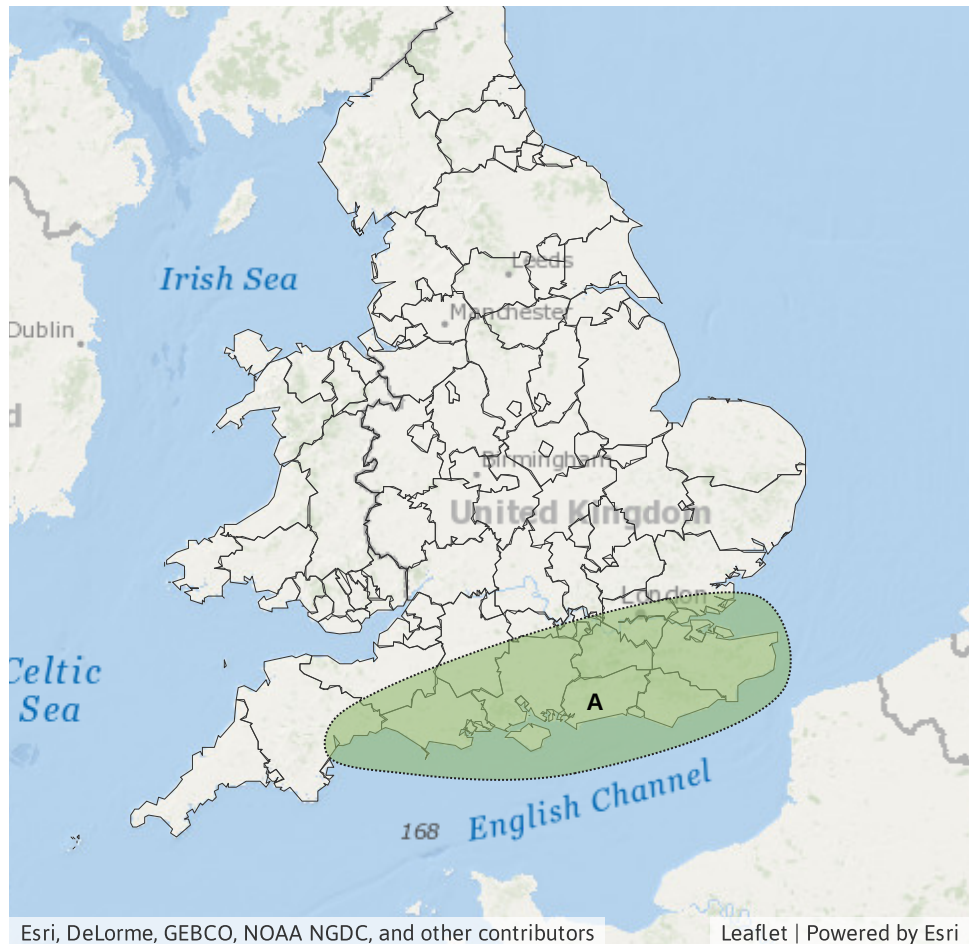 Leeds
Irish Sea
Manchester
Dublin
d
Birmingham
United Kingdom
London
Celtic
Sea
A
English Channel
168
Esri, DeLorme, GEBCO, NOAA NGDC, and other contributors
Leaflet | Powered by Esri